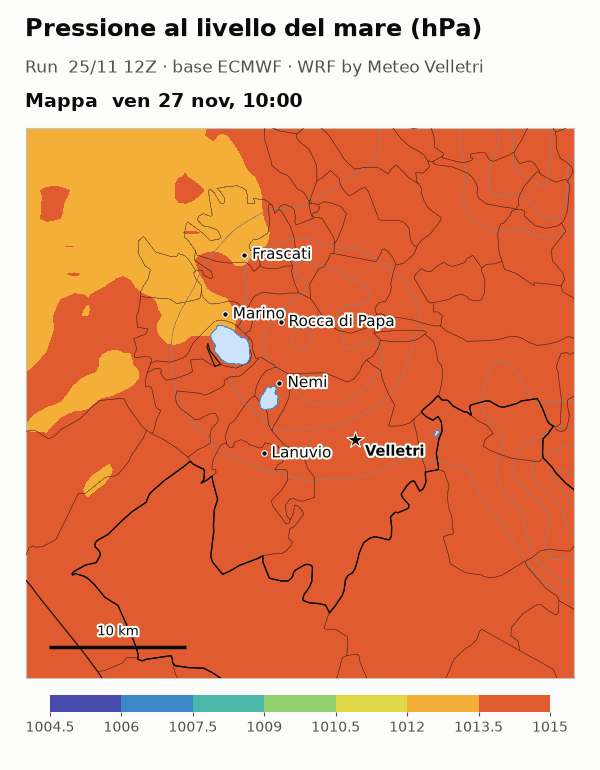 Pressione al livello del mare (hPa)
Run  25/11 12Z · base ECMWF · WRF by Meteo Velletri
Mappa  ven 27 nov, 10:00
Frascati
Marino
Rocca di Papa
Nemi
Velletri
Lanuvio
10 km
1004.5 1006 1007.5 1009 1010.5 1012 1013.5 1015